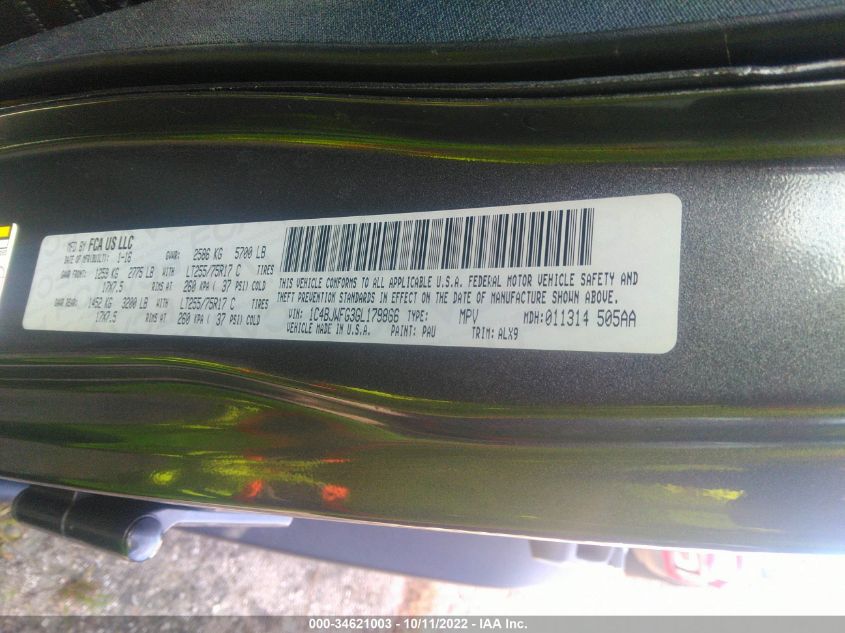 MFD BY FCA US LLC
DATE OF MFR(BUILT): 1-16 GVWR: 2586 KG 5700 LB
GAWR FRONT: 1259 KG 2775 LB WITH LT255/75R17 C TIRES
17X7.5 RIMS AT 260 KPA ( 37 PSI) COLD
GAWR REAR: 1452 KG 3200 LB WITH LT255/75R17 C TIRES
17X7.5 RIMS AT 260 KPA ( 37 PSI) COLD
THIS VEHICLE CONFORMS TO ALL APPLICABLE U.S.A. FEDERAL MOTOR VEHICLE SAFETY AND
THEFT PREVENTION STANDARDS IN EFFECT ON THE DATE OF MANUFACTURE SHOWN ABOVE.
VIN: 1C4BJWFG3GL179866 TYPE: MPV MDH: 011314 505AA
VEHICLE MADE IN U.S.A. PAINT: PAU TRIM: ALX9
000-34621003 - 10/11/2022 - IAA Inc.